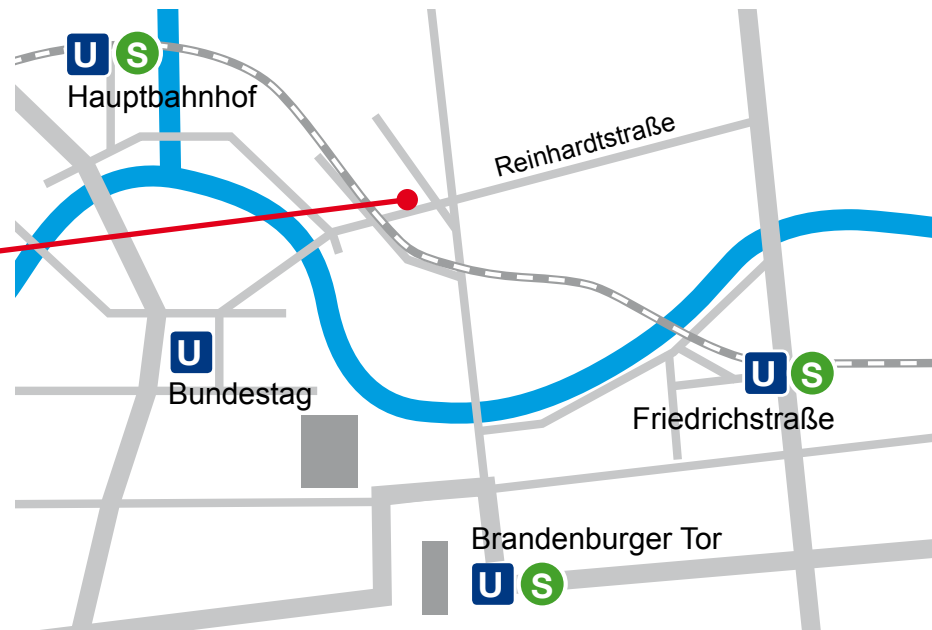 U S
Hauptbahnhof
Reinhardtstraße
U
Bundestag
U S
Friedrichstraße
Brandenburger Tor
U S